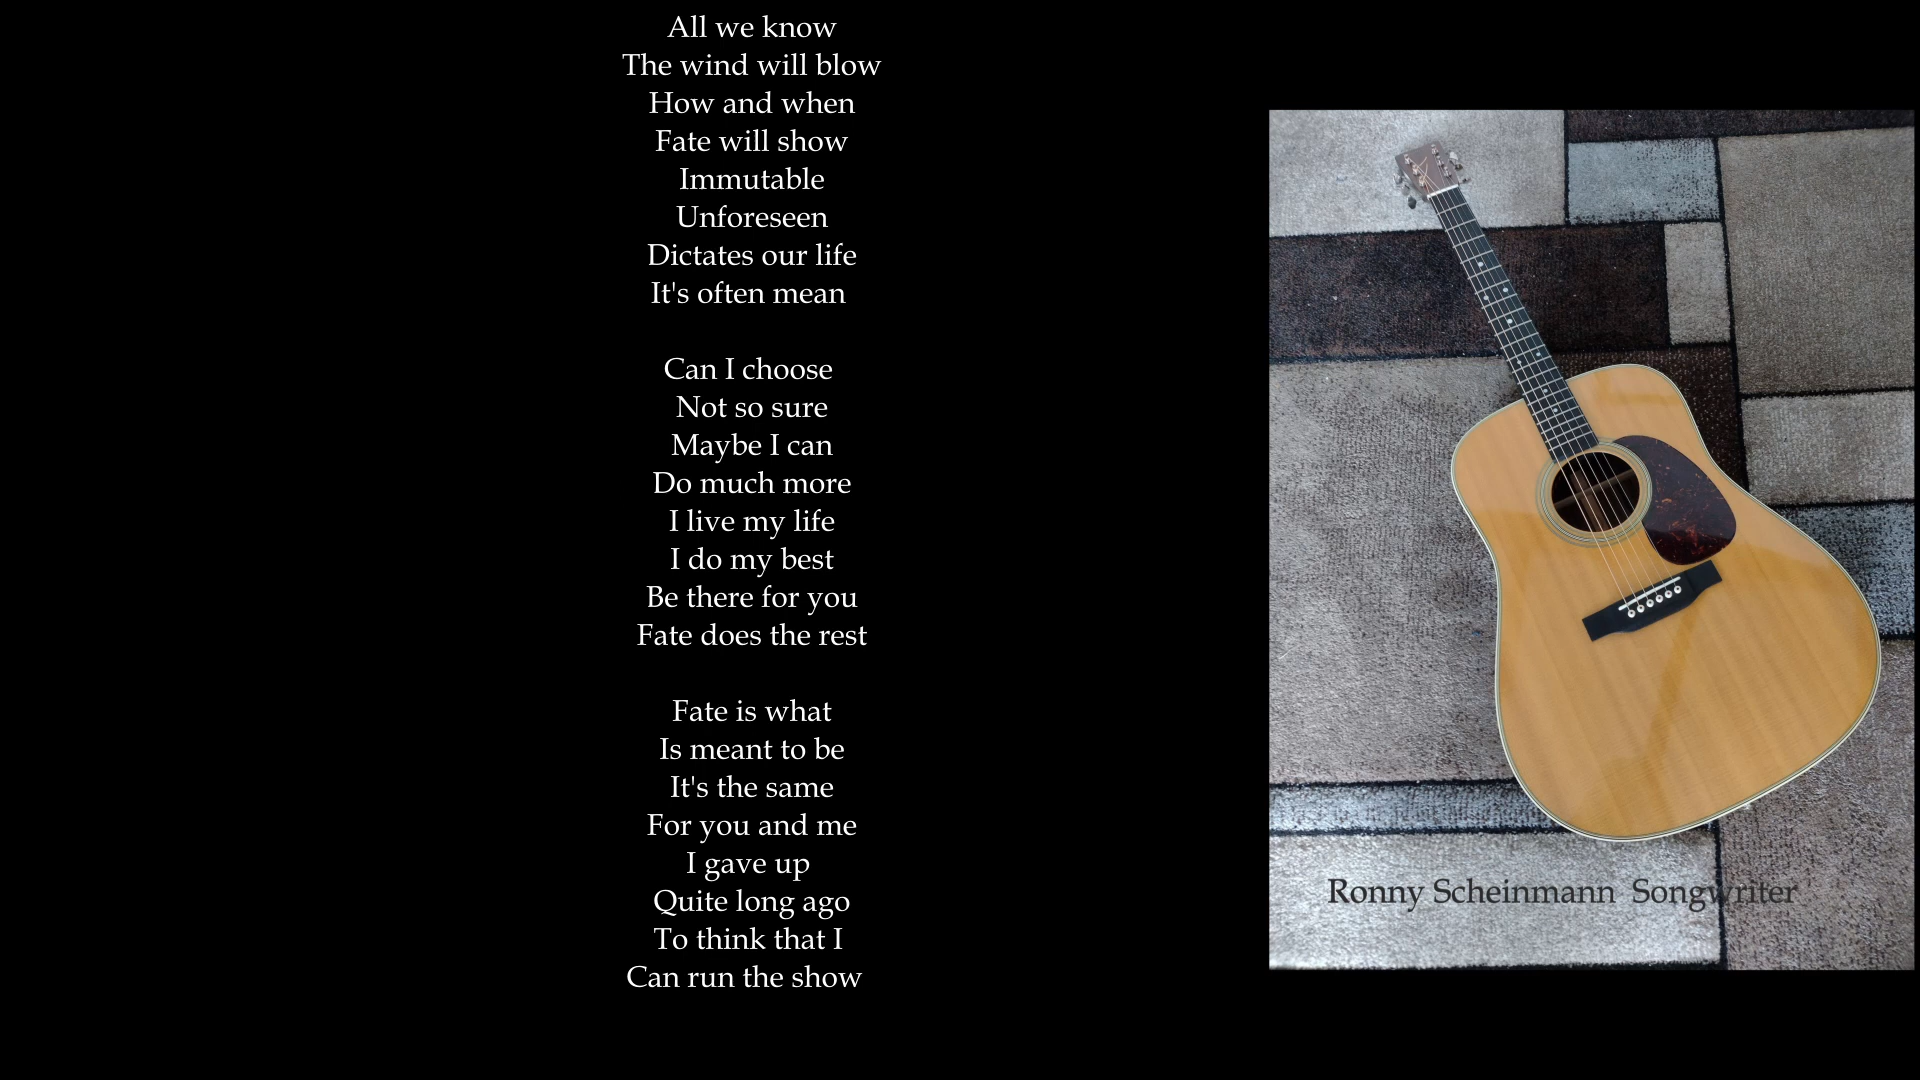 All we know
The wind will blow
How and when
Fate will show
Immutable
Unforeseen
Dictates our life
It's often mean
Can I choose
Not so sure
Maybe I can
Do much more
I live my life
I do my best
Be there for you
Fate does the rest
Fate is what
Is meant to be
It's the same
For you and me
I gave up
Quite long ago
To think that I
Can run the show
Ronny Scheinmann Songwriter